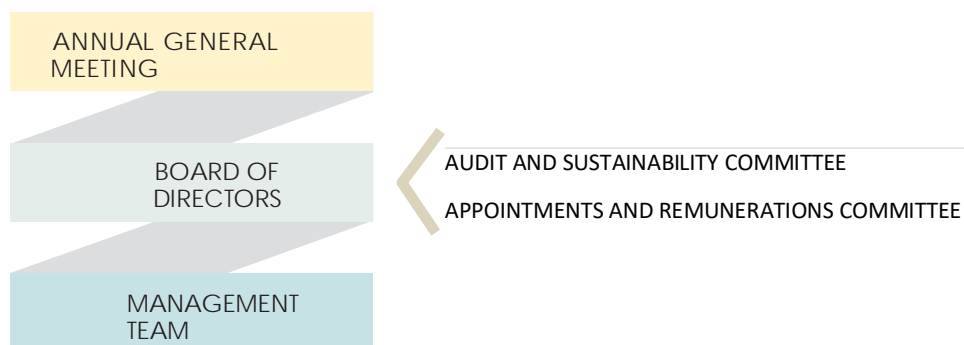 ANNUAL GENERAL
MEETING
BOARD OF
DIRECTORS
AUDIT AND SUSTAINABILITY COMMITTEE
APPOINTMENTS AND REMUNERATIONS COMMITTEE
MANAGEMENT
TEAM